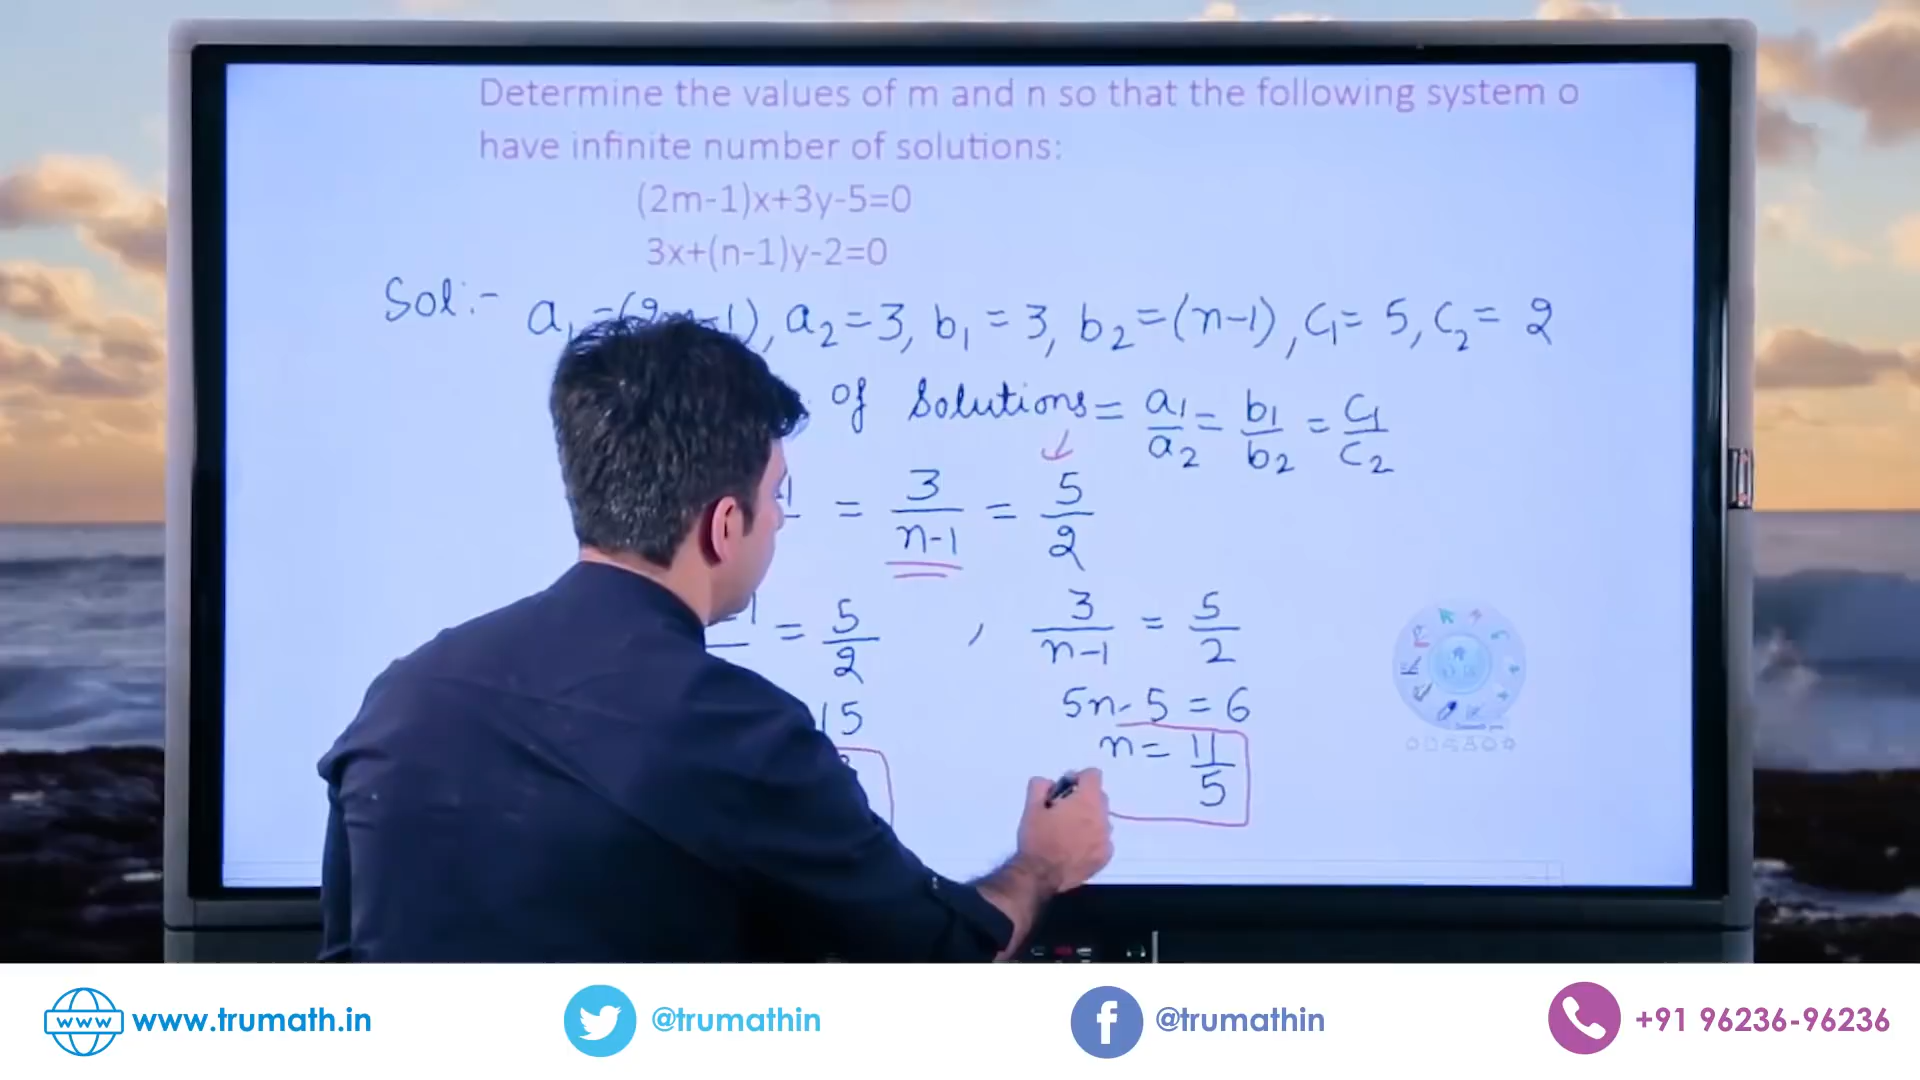 Determine the values of m and n so that the following system o
have infinite number of solutions:
(2m-1)x+3y-5=0
3x+(n-1)y-2=0
Sol:- a₁=(2m-1), a₂=3, b₁=3, b₂=(n-1), c₁=5, c₂=2
of Solutions = a₁/a₂ = b₁/b₂ = c₁/c₂
= 3/(n-1) = 5/2
= 5/2 , 3/(n-1) = 5/2
15 5n-5=6
n=11/5
www www.trumath.in @trumathin f @trumathin +91 96236-96236